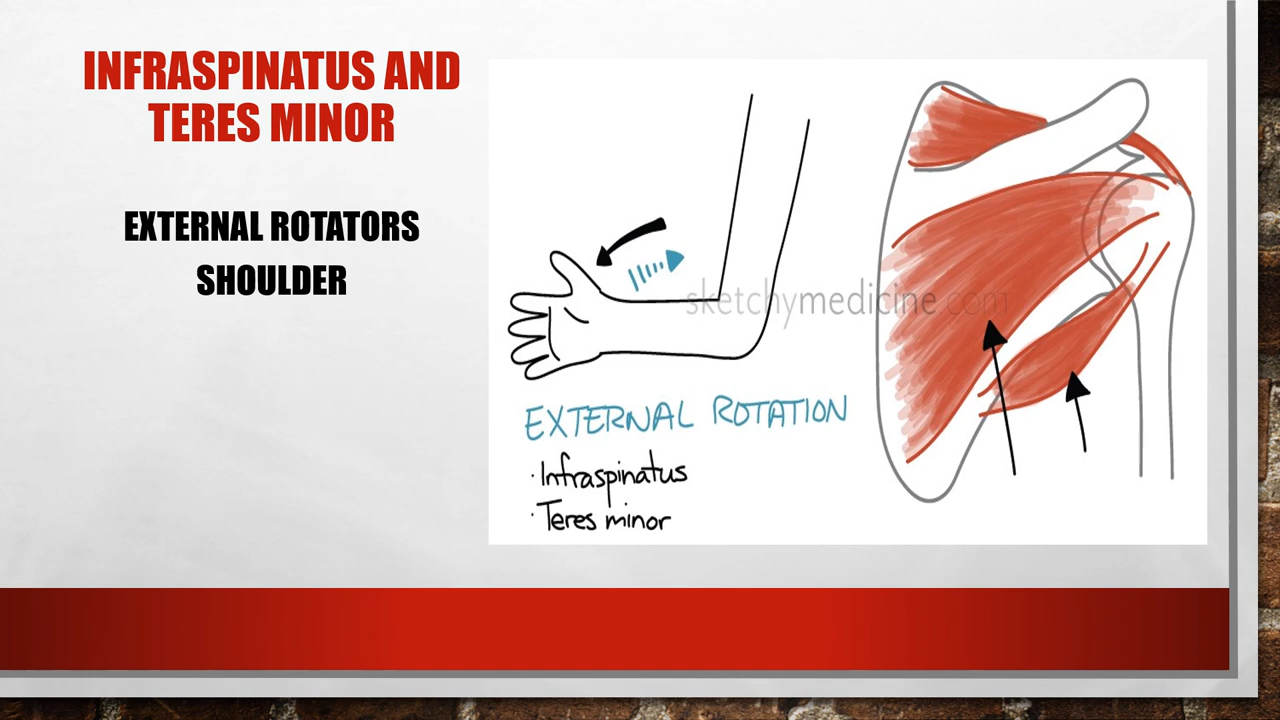 INFRASPINATUS AND
TERES MINOR
EXTERNAL ROTATORS
SHOULDER
sketchymedicine.com
EXTERNAL ROTATION
· Infraspinatus
· Teres minor